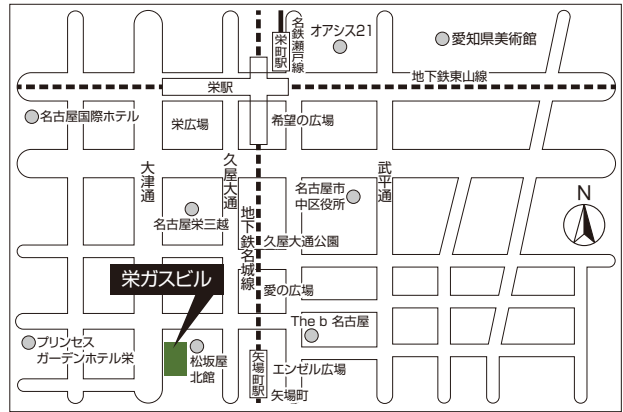 栄町駅
名鉄瀬戸線
オアシス21
愛知県美術館
地下鉄東山線
栄駅
名古屋国際ホテル
栄広場
希望の広場
大津通
久屋大通
武平通
名古屋市
中区役所
名古屋栄三越
地下鉄名城線
久屋大通公園
N
栄ガスビル
愛の広場
The b 名古屋
プリンセス
ガーデンホテル栄
松坂屋
北館
矢場町駅
エンゼル広場
矢場町